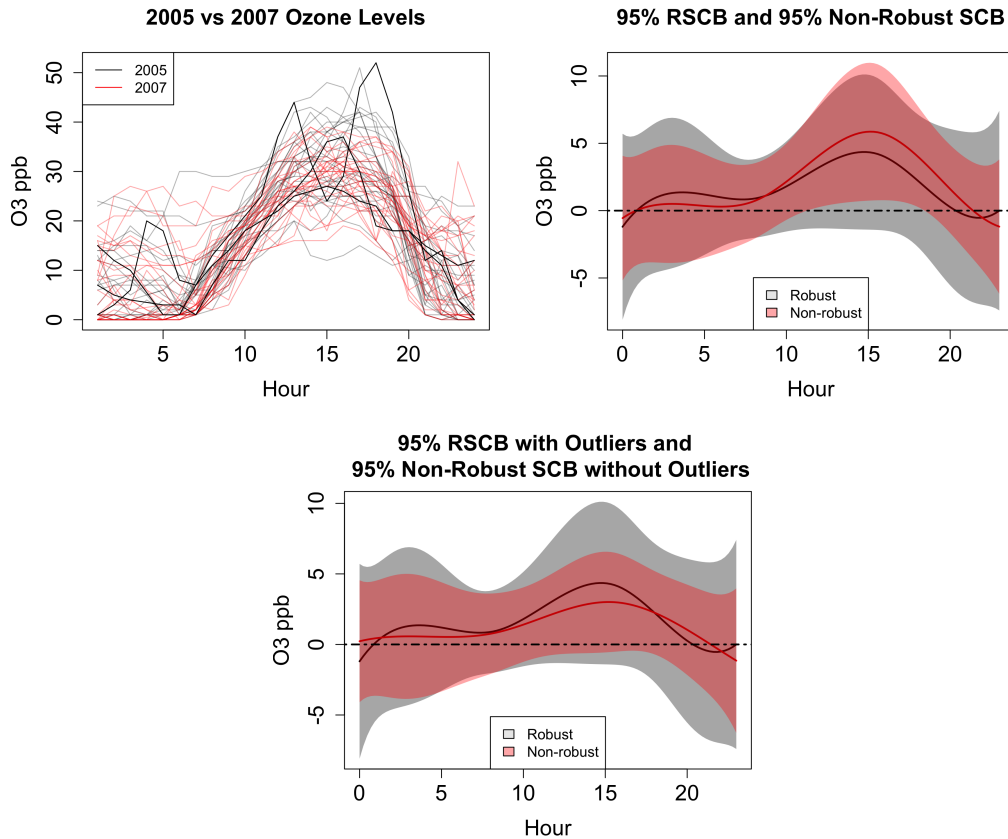 2005 vs 2007 Ozone Levels
2005
2007
50
40
30
20
10
0
O3 ppb
5
10
15
20
Hour
95% RSCB and 95% Non-Robust SCB
10
5
0
-5
O3 ppb
Robust
Non-robust
0
5
10
15
20
Hour
95% RSCB with Outliers and
95% Non-Robust SCB without Outliers
10
5
0
-5
O3 ppb
Robust
Non-robust
0
5
10
15
20
Hour